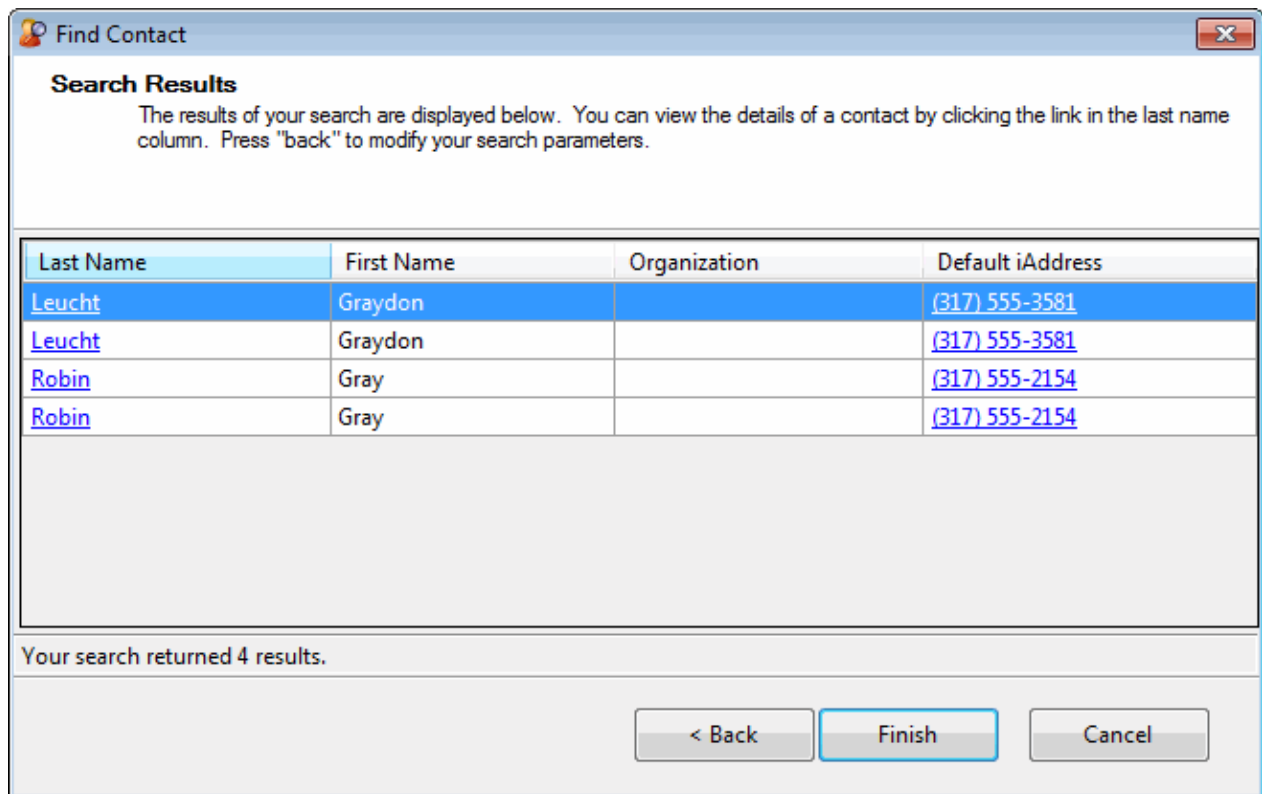 Find Contact
Search Results
The results of your search are displayed below.  You can view the details of a contact by clicking the link in the last name
column.  Press "back" to modify your search parameters.
Last Name First Name Organization Default iAddress
Leucht Graydon (317) 555-3581
Leucht Graydon (317) 555-3581
Robin Gray (317) 555-2154
Robin Gray (317) 555-2154
Your search returned 4 results.
< Back Finish Cancel